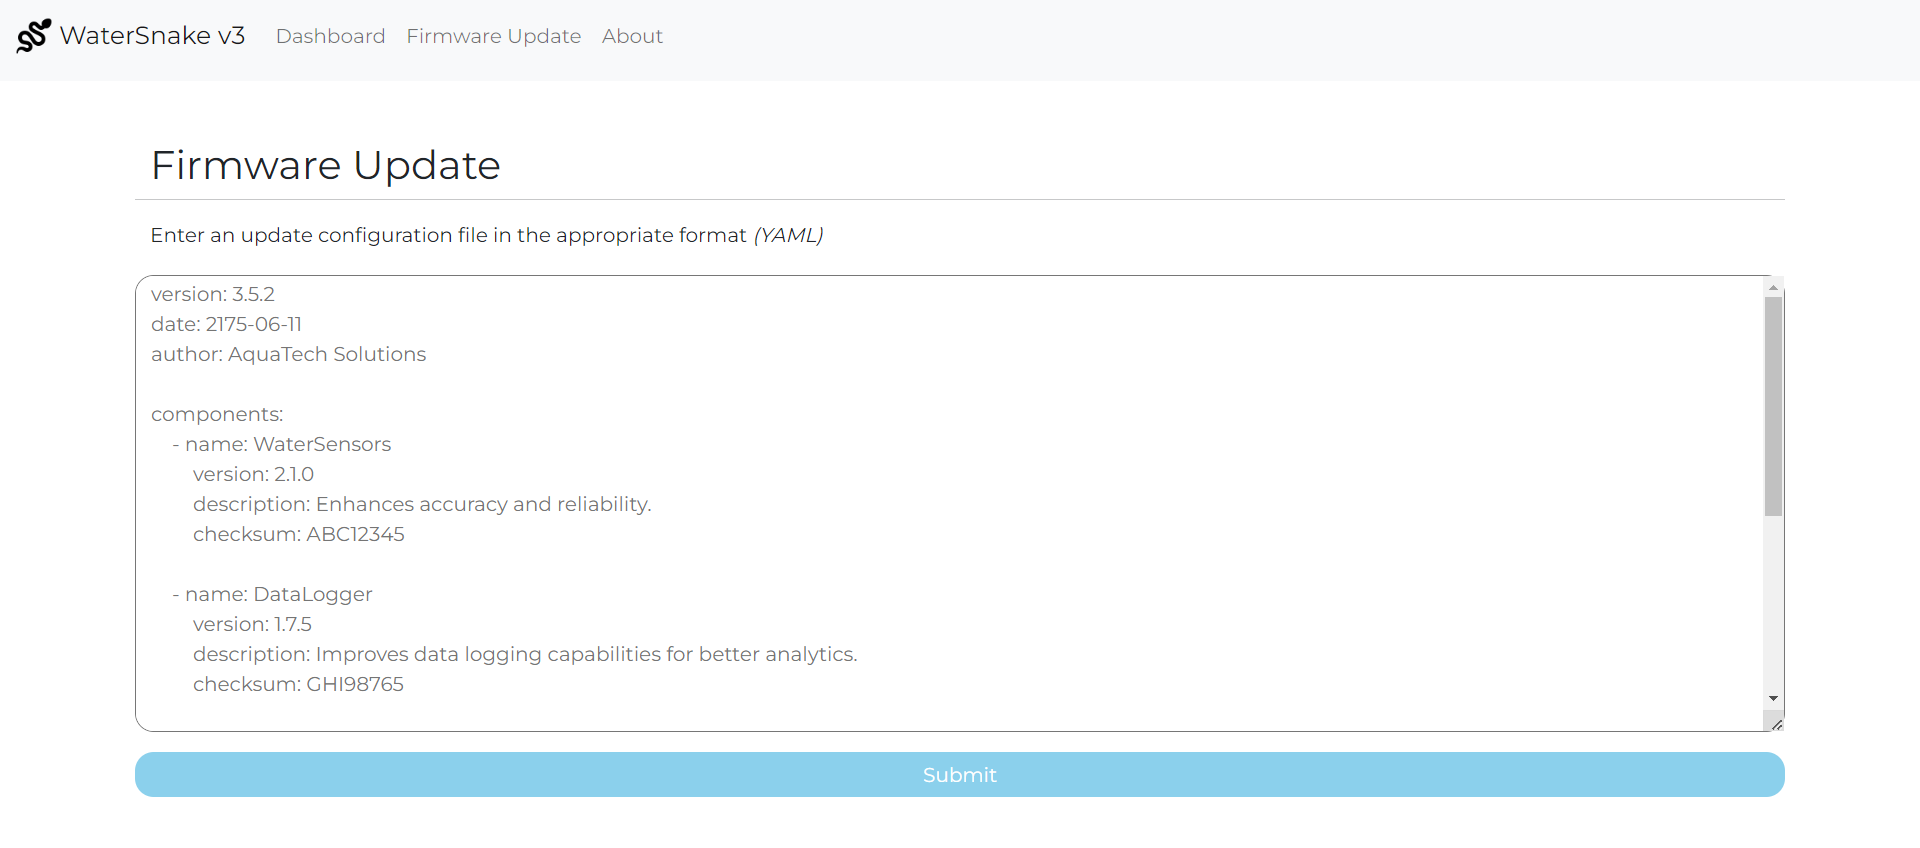 WaterSnake v3 Dashboard Firmware Update About
Firmware Update
Enter an update configuration file in the appropriate format (YAML)
version: 3.5.2
date: 2175-06-11
author: AquaTech Solutions
components:
- name: WaterSensors
version: 2.1.0
description: Enhances accuracy and reliability.
checksum: ABC12345
- name: DataLogger
version: 1.7.5
description: Improves data logging capabilities for better analytics.
checksum: GHI98765
Submit